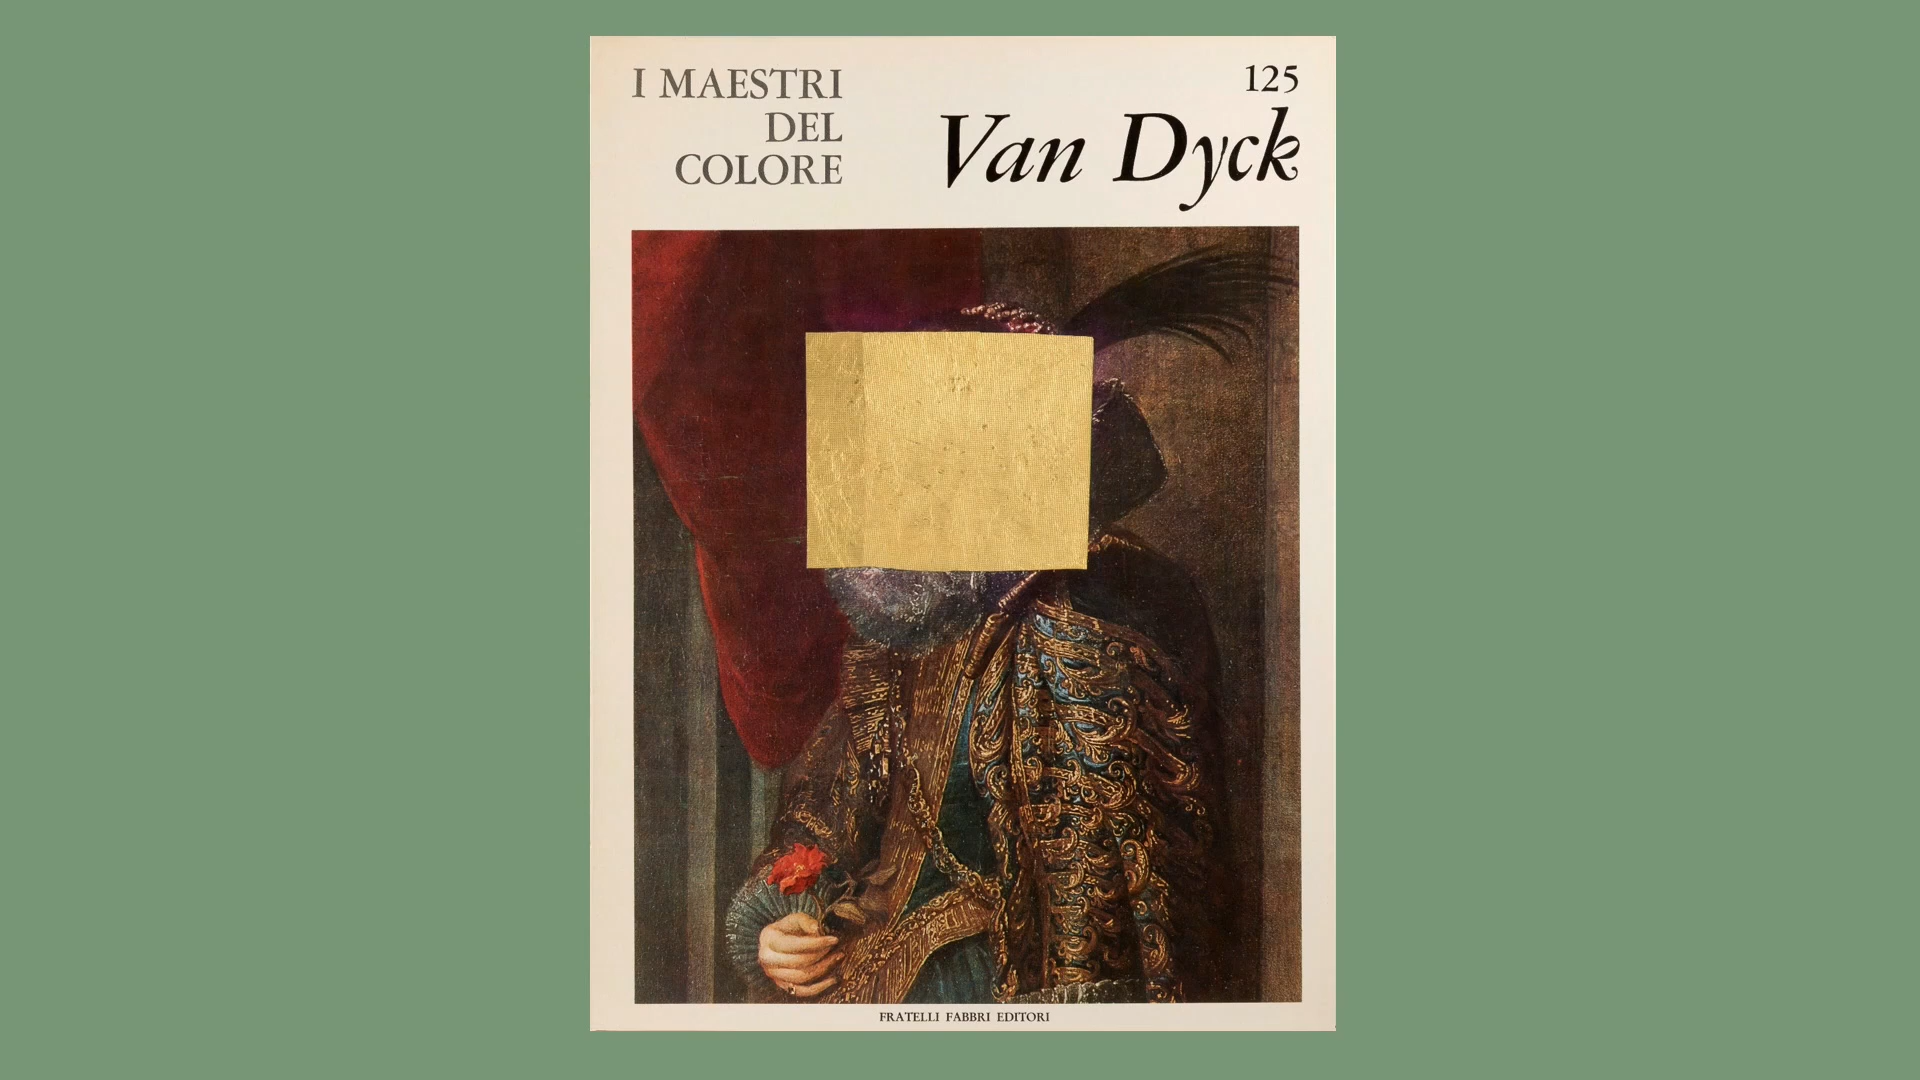 I MAESTRI
DEL
COLORE
125
Van Dyck
FRATELLI FABBRI EDITORI